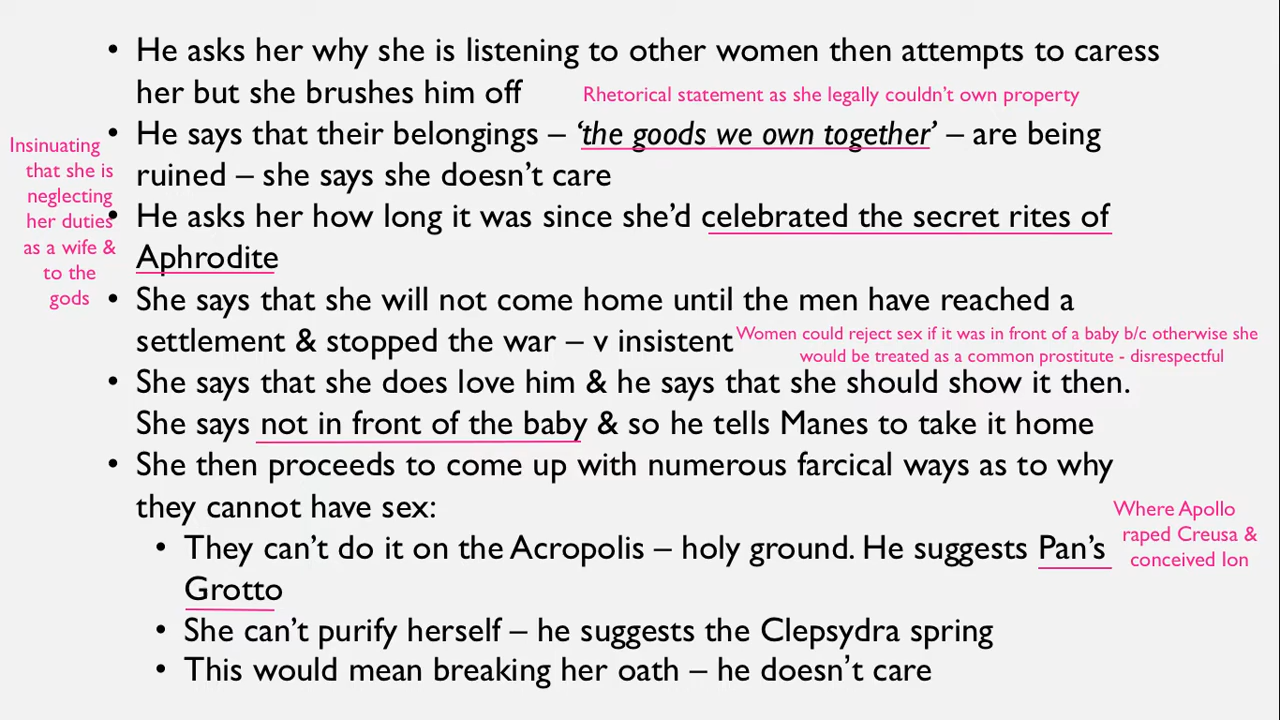 • He asks her why she is listening to other women then attempts to caress
her but she brushes him off
Rhetorical statement as she legally couldn't own property
• He says that their belongings – ‘the goods we own together’ – are being
ruined – she says she doesn't care
Insinuating
that she is
neglecting
her duties
as a wife &
to the
gods
• He asks her how long it was since she'd celebrated the secret rites of
Aphrodite
• She says that she will not come home until the men have reached a
settlement & stopped the war – v insistent
Women could reject sex if it was in front of a baby b/c otherwise she
would be treated as a common prostitute - disrespectful
• She says that she does love him & he says that she should show it then.
She says not in front of the baby & so he tells Manes to take it home
• She then proceeds to come up with numerous farcical ways as to why
they cannot have sex:
• They can't do it on the Acropolis – holy ground. He suggests Pan's
Grotto
Where Apollo
raped Creusa &
conceived Ion
• She can't purify herself – he suggests the Clepsydra spring
• This would mean breaking her oath – he doesn't care